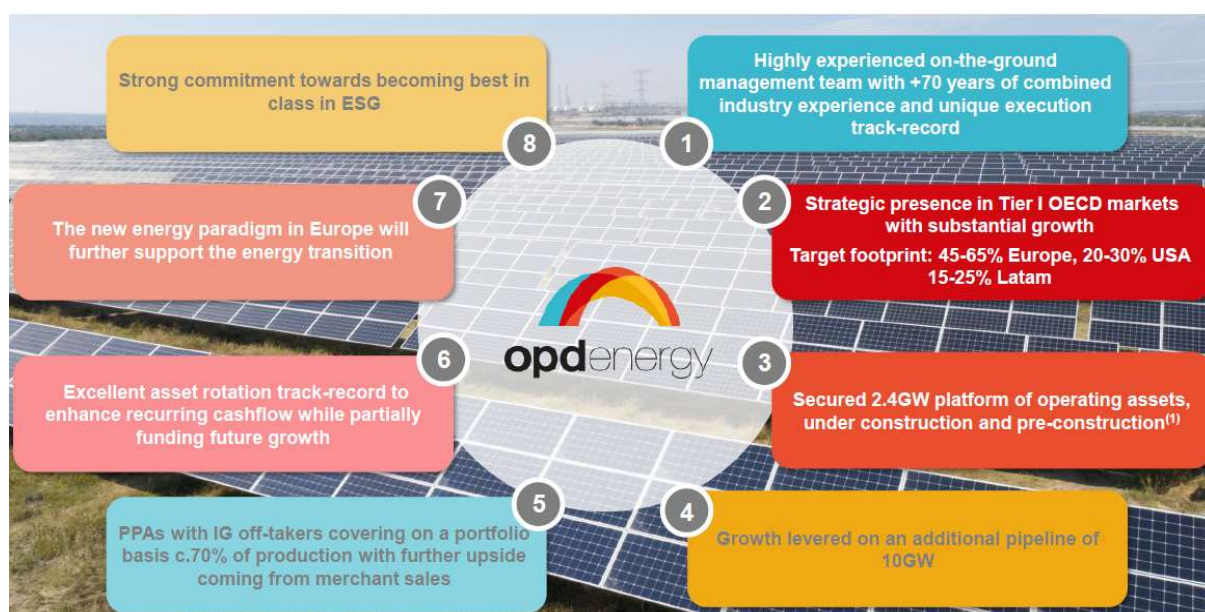 Strong commitment towards becoming best in
class in ESG
8
Highly experienced on-the-ground
management team with +70 years of combined
industry experience and unique execution
track-record
1
The new energy paradigm in Europe will
further support the energy transition
7
2
Strategic presence in Tier I OECD markets
with substantial growth
Target footprint: 45-65% Europe, 20-30% USA
15-25% Latam
opdenergy
Excellent asset rotation track-record to
enhance recurring cashflow while partially
funding future growth
6
3
Secured 2.4GW platform of operating assets,
under construction and pre-construction(1)
PPAs with IG off-takers covering on a portfolio
basis c.70% of production with further upside
coming from merchant sales
5
4
Growth levered on an additional pipeline of
10GW